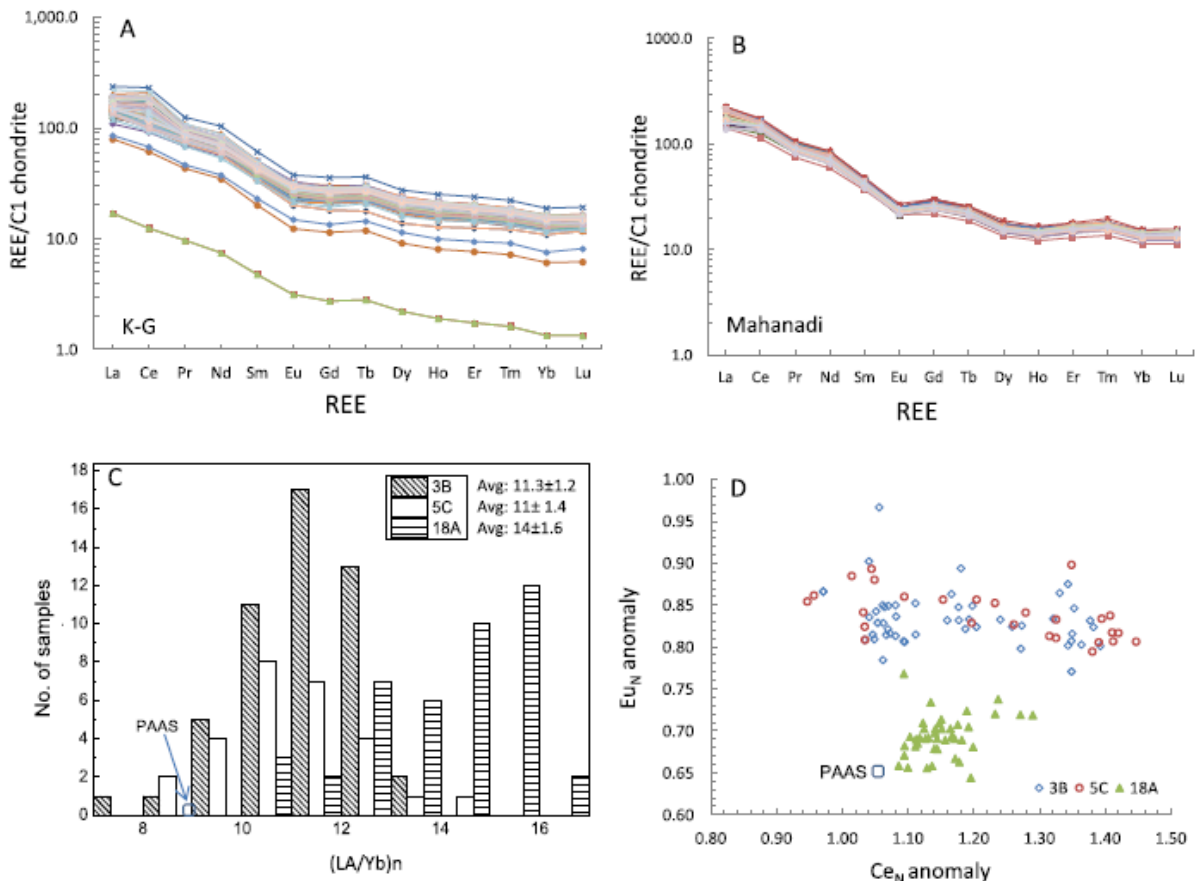 A
1,000.0
100.0
10.0
1.0
REE/C1 chondrite
K-G
La Ce Pr Nd Sm Eu Gd Tb Dy Ho Er Tm Yb Lu
REE
B
1000.0
100.0
10.0
1.0
REE/C1 chondrite
Mahanadi
La Ce Pr Nd Sm Eu Gd Tb Dy Ho Er Tm Yb Lu
REE
C
18
16
14
12
10
8
6
4
2
0
No. of samples
3B Avg: 11.3±1.2
5C Avg: 11± 1.4
18A Avg: 14±1.6
PAAS
8 10 12 14 16
(LA/Yb)n
D
1.00
0.95
0.90
0.85
0.80
0.75
0.70
0.65
0.60
EuN anomaly
PAAS
3B 5C 18A
0.80 0.90 1.00 1.10 1.20 1.30 1.40 1.50
CeN anomaly